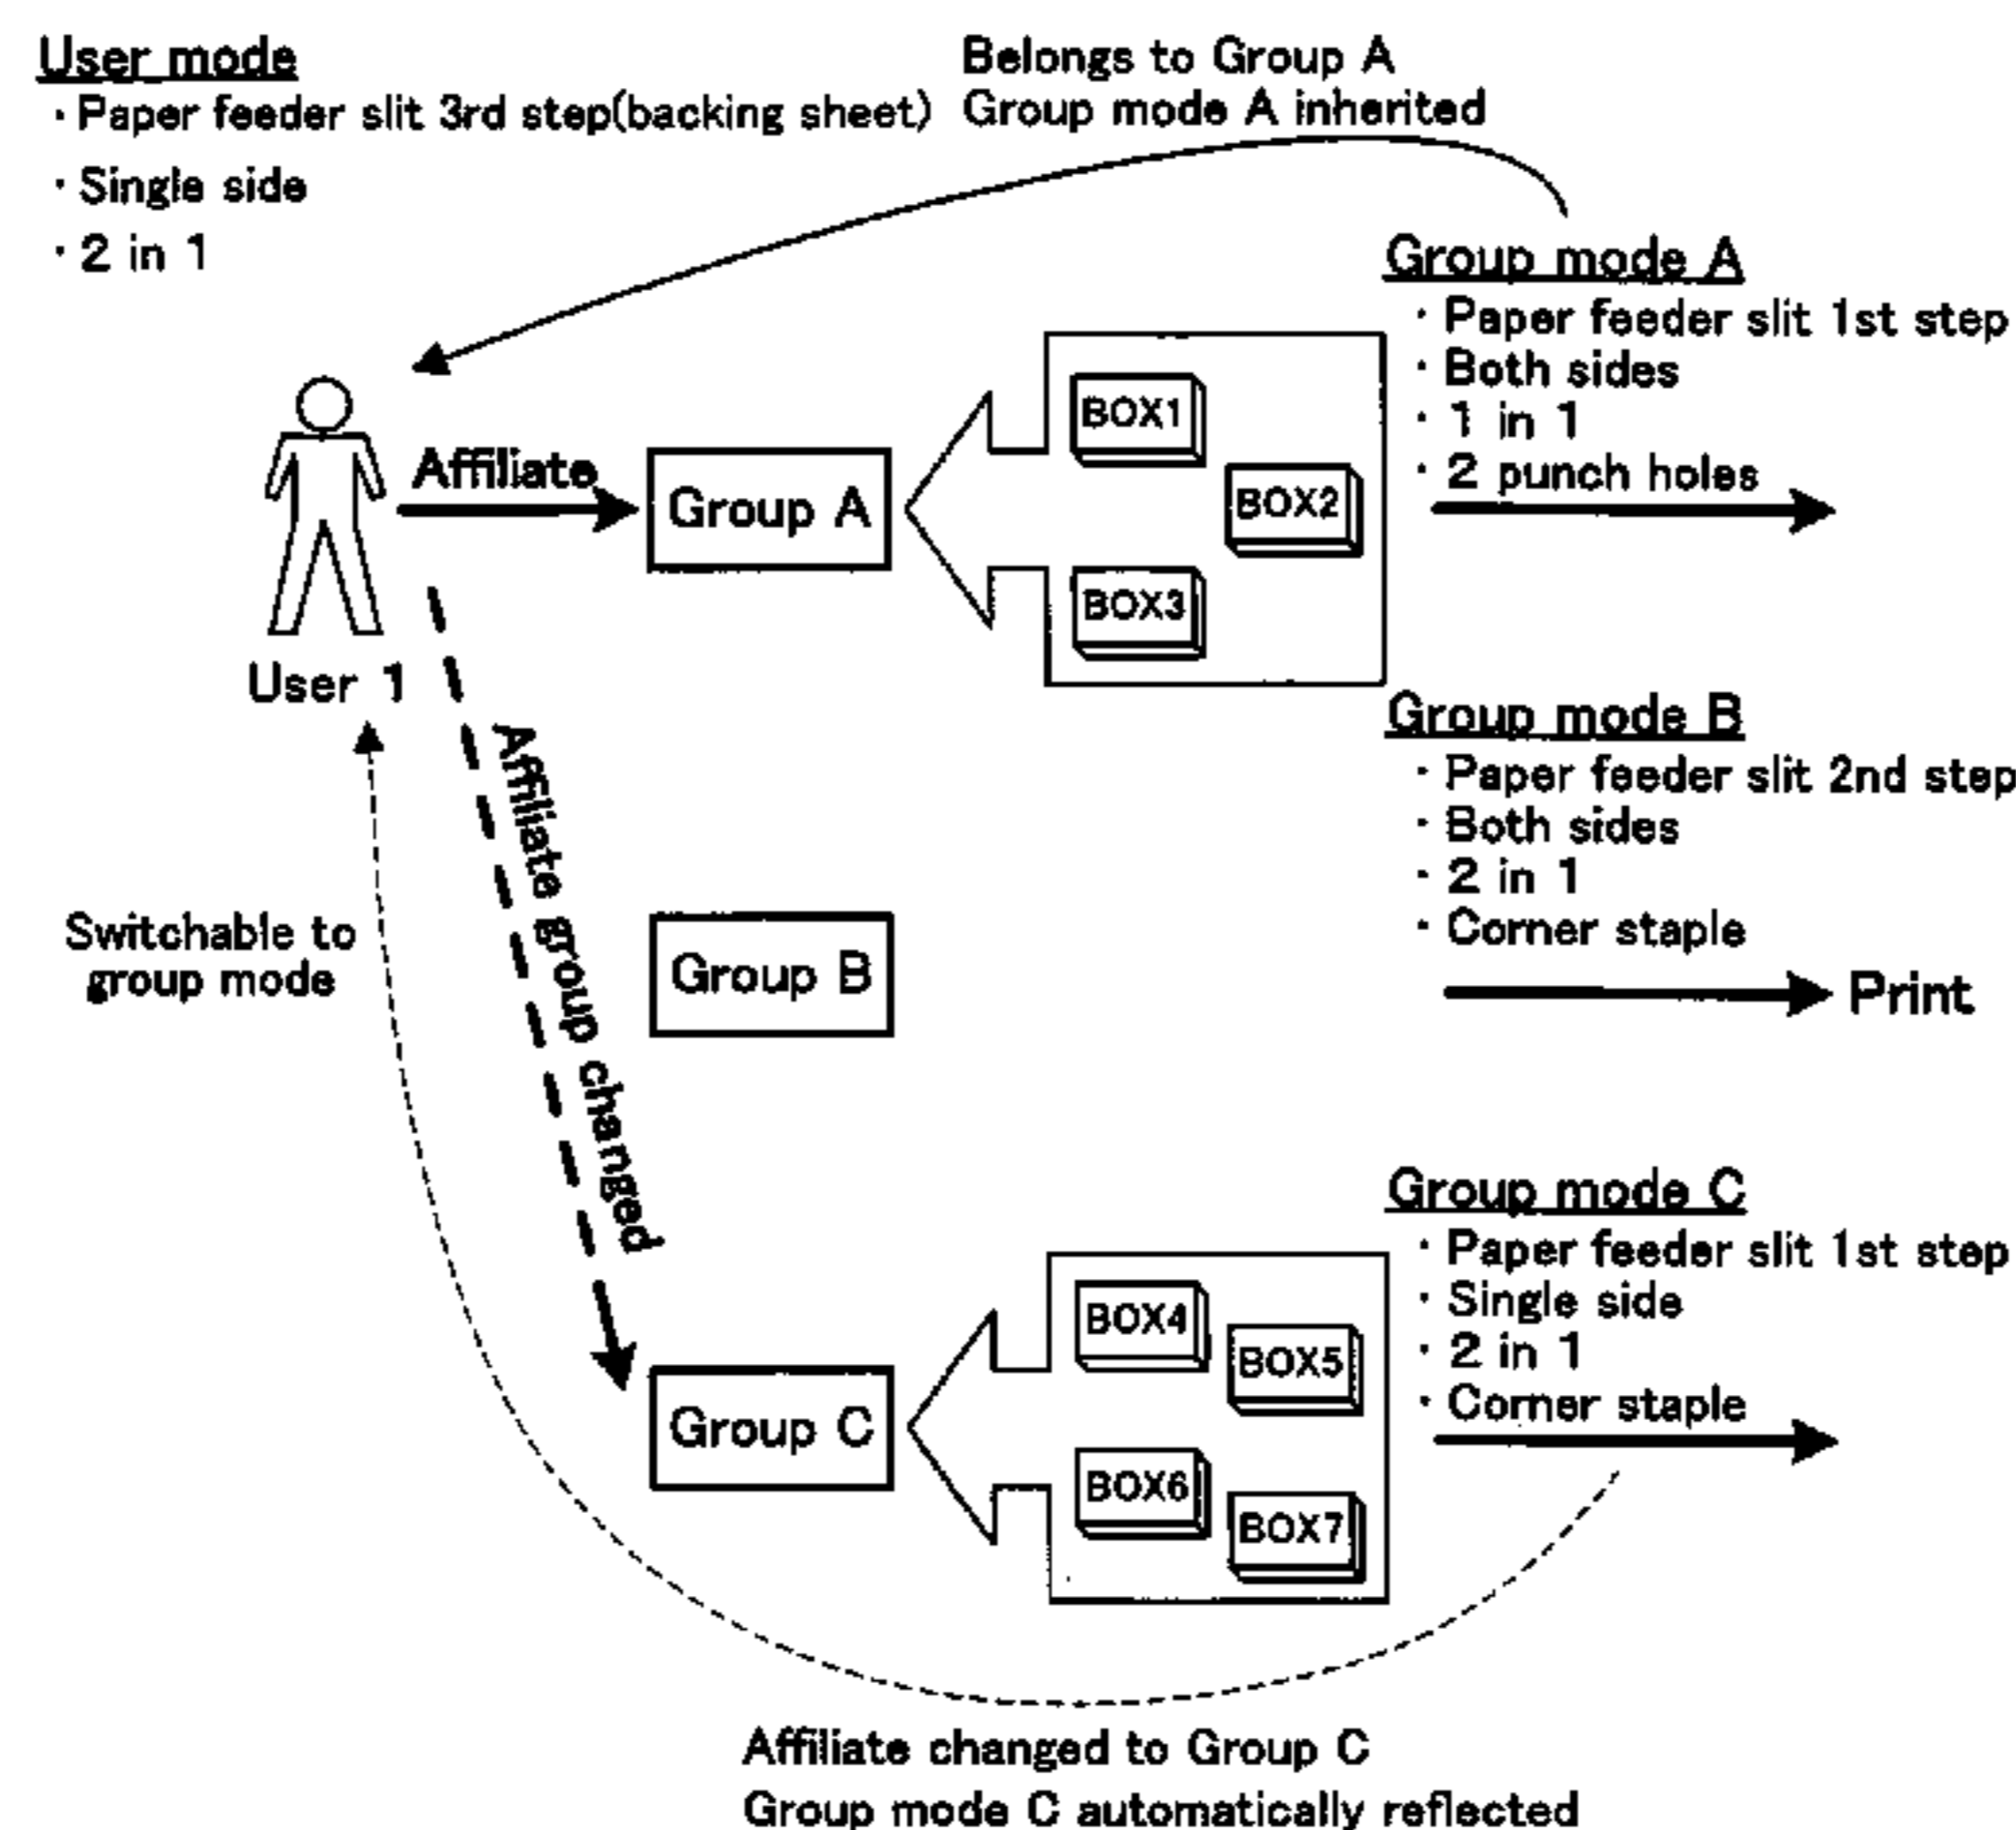 User mode
・Paper feeder slit 3rd step(backing sheet)
・Single side
・2 in 1
Belongs to Group A
Group mode A inherited
Group mode A
・Paper feeder slit 1st step
・Both sides
・1 in 1
・2 punch holes
BOX1
BOX2
BOX3
Affiliate
Group A
User 1
Affiliate group changed
Group mode B
・Paper feeder slit 2nd step
・Both sides
・2 in 1
・Corner staple
Print
Switchable to
group mode
Group B
Group mode C
・Paper feeder slit 1st step
・Single side
・2 in 1
・Corner staple
BOX4
BOX5
BOX6
BOX7
Group C
Affiliate changed to Group C
Group mode C automatically reflected